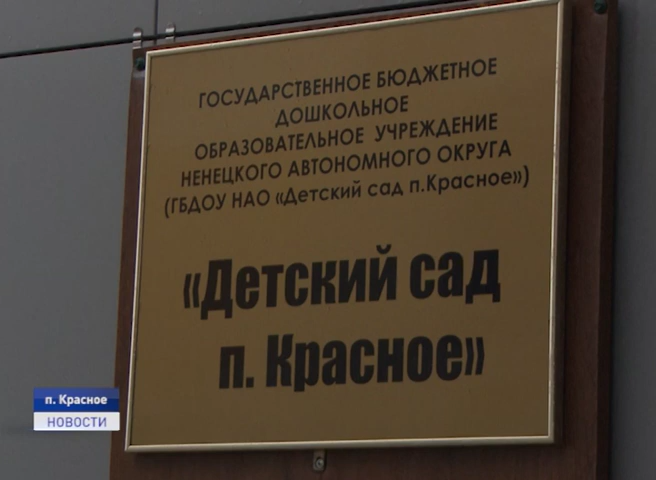 ГОСУДАРСТВЕННОЕ БЮДЖЕТНОЕ
ДОШКОЛЬНОЕ
ОБРАЗОВАТЕЛЬНОЕ УЧРЕЖДЕНИЕ
НЕНЕЦКОГО АВТОНОМНОГО ОКРУГА
(ГБДОУ НАО «Детский сад п.Красное»)
«Детский сад
п. Красное»
п. Красное
НОВОСТИ